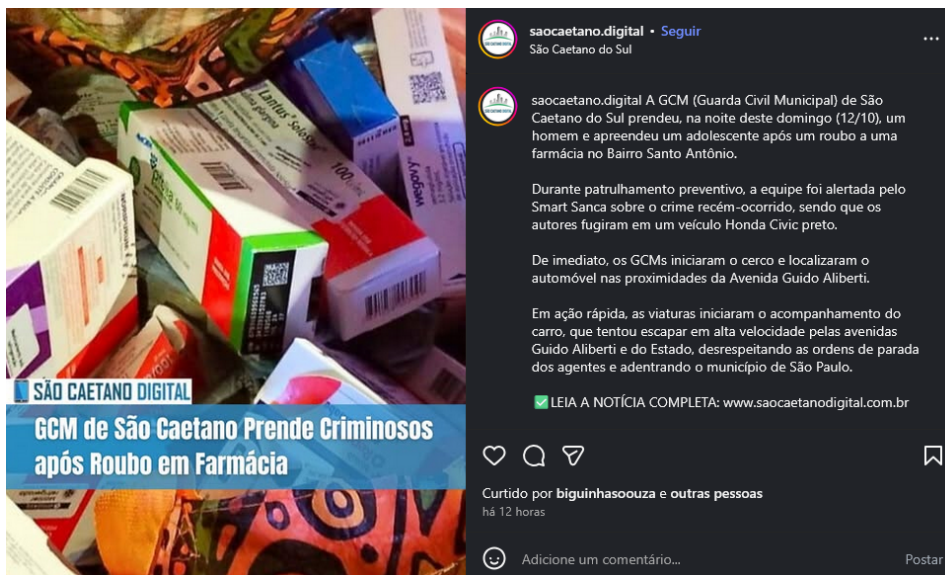 Lantus SoloStar
100
wegovy
SÃO CAETANO DIGITAL
GCM de São Caetano Prende Criminosos
após Roubo em Farmácia
saocaetano.digital • Seguir
São Caetano do Sul
saocaetano.digital A GCM (Guarda Civil Municipal) de São
Caetano do Sul prendeu, na noite deste domingo (12/10), um
homem e apreendeu um adolescente após um roubo a uma
farmácia no Bairro Santo Antônio.
Durante patrulhamento preventivo, a equipe foi alertada pelo
Smart Sanca sobre o crime recém-ocorrido, sendo que os
autores fugiram em um veículo Honda Civic preto.
De imediato, os GCMs iniciaram o cerco e localizaram o
automóvel nas proximidades da Avenida Guido Aliberti.
Em ação rápida, as viaturas iniciaram o acompanhamento do
carro, que tentou escapar em alta velocidade pelas avenidas
Guido Aliberti e do Estado, desrespeitando as ordens de parada
dos agentes e adentrando o município de São Paulo.
✅LEIA A NOTÍCIA COMPLETA: www.saocaetanodigital.com.br
Curtido por biguinhasoouza e outras pessoas
há 12 horas
Adicione um comentário...
Postar